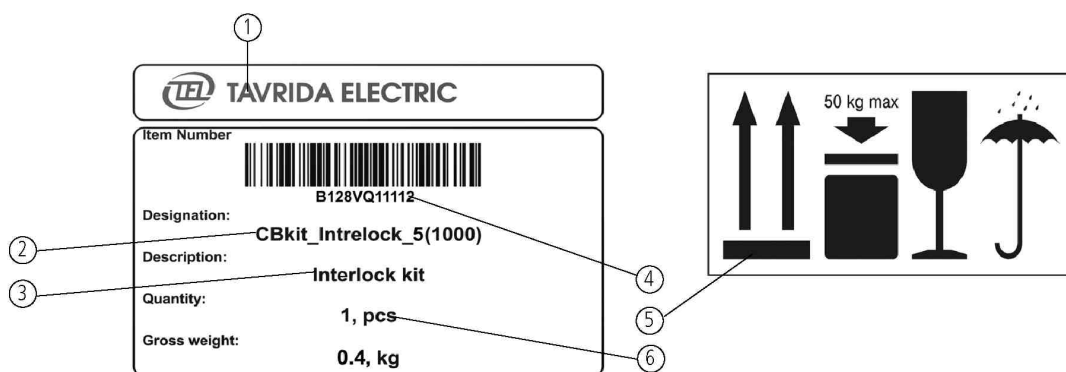 1
TEL TAVRIDA ELECTRIC
Item Number
B128VQ11112
Designation:
2
CBkit_Intrelock_5(1000)
Description:
3
Interlock kit
Quantity:
1, pcs
Gross weight:
0.4, kg
4
5
6
50 kg max